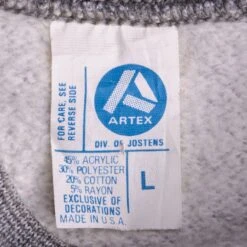 FOR CARE, SEE
REVERSE SIDE
ARTEX
DIV. OF JOSTENS
45% ACRYLIC
30% POLYESTER
20% COTTON
5% RAYON
EXCLUSIVE OF
DECORATIONS
MADE IN U.S.A.
L